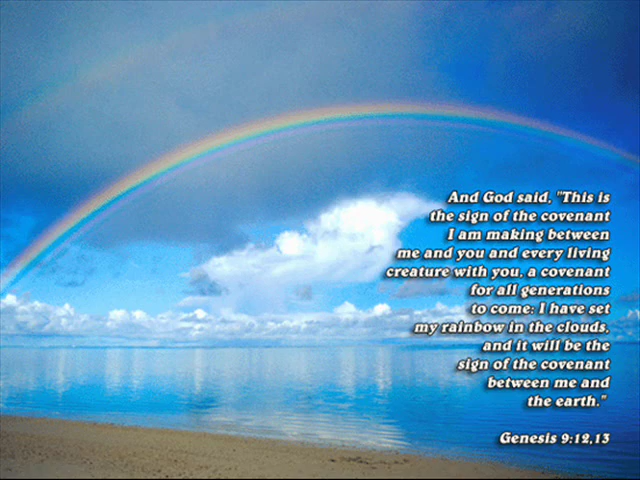 And God said, "This is
the sign of the covenant
I am making between
me and you and every living
creature with you, a covenant
for all generations
to come: I have set
my rainbow in the clouds,
and it will be the
sign of the covenant
between me and
the earth."
Genesis 9:12,13